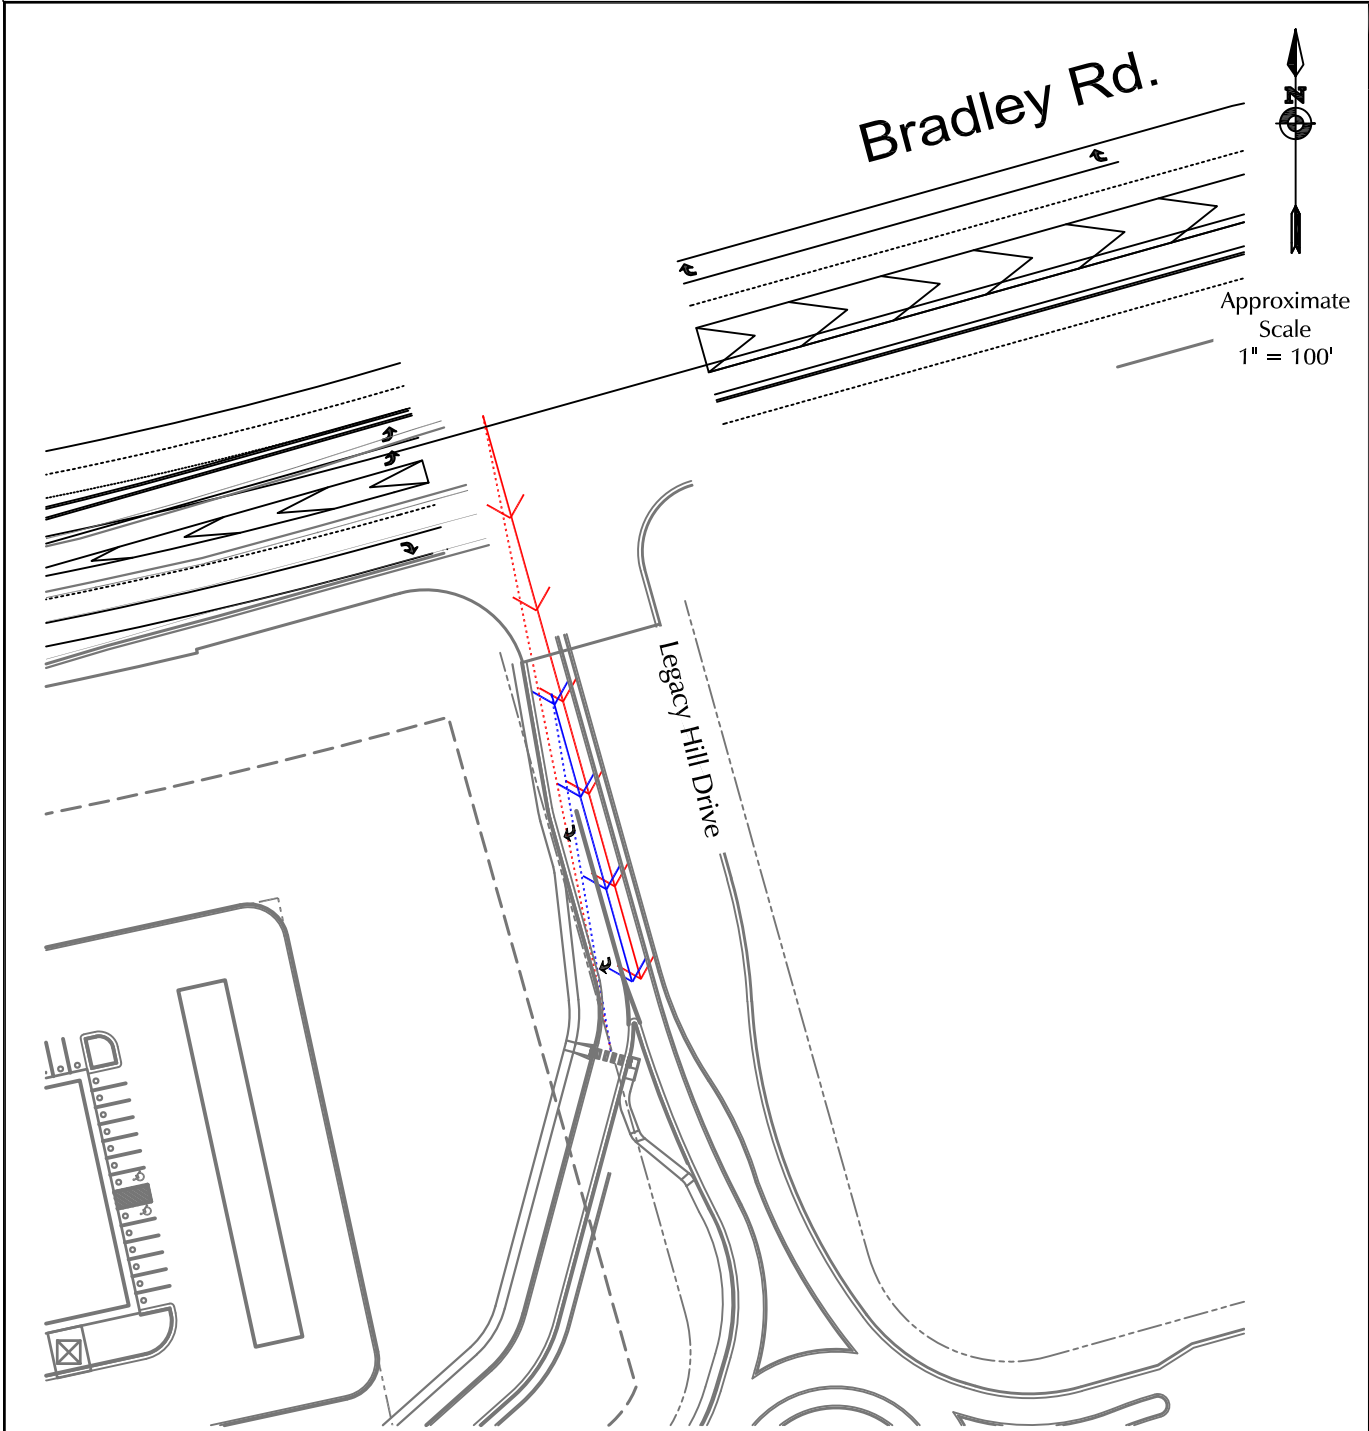 Bradley Rd.
N
Approximate
Scale
1" = 100'
Legacy Hill Drive